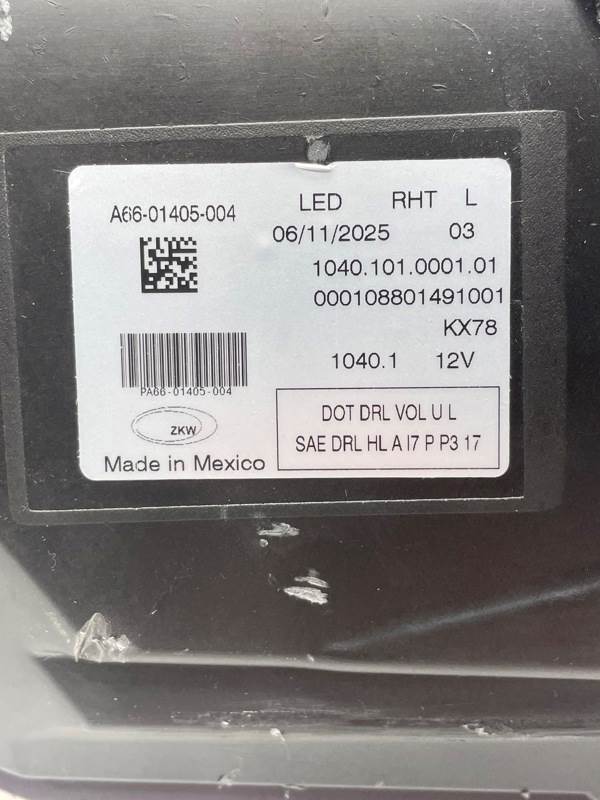 A66-01405-004
LED RHT L
06/11/2025 03
1040.101.0001.01
000108801491001
KX78
1040.1 12V
PA66-01405-004
ZKW
Made in Mexico
DOT DRL VOL U L
SAE DRL HL A I7 P P3 17